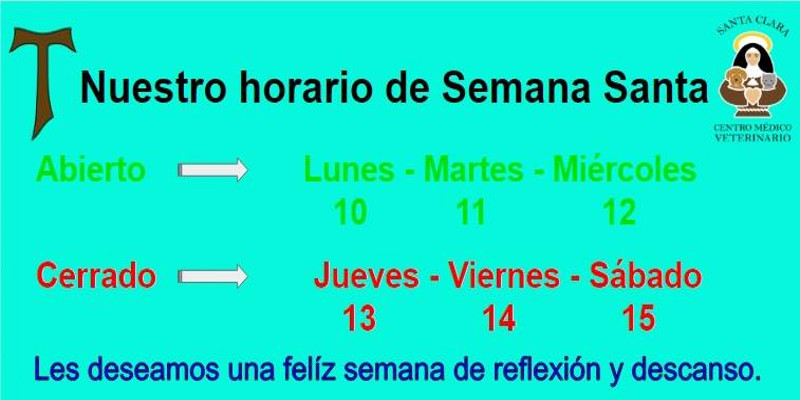 SANTA CLARA
Nuestro horario de Semana Santa
CENTRO MÉDICO
VETERINARIO
Abierto Lunes - Martes - Miércoles
10 11 12
Cerrado Jueves - Viernes - Sábado
13 14 15
Les deseamos una felíz semana de reflexión y descanso.